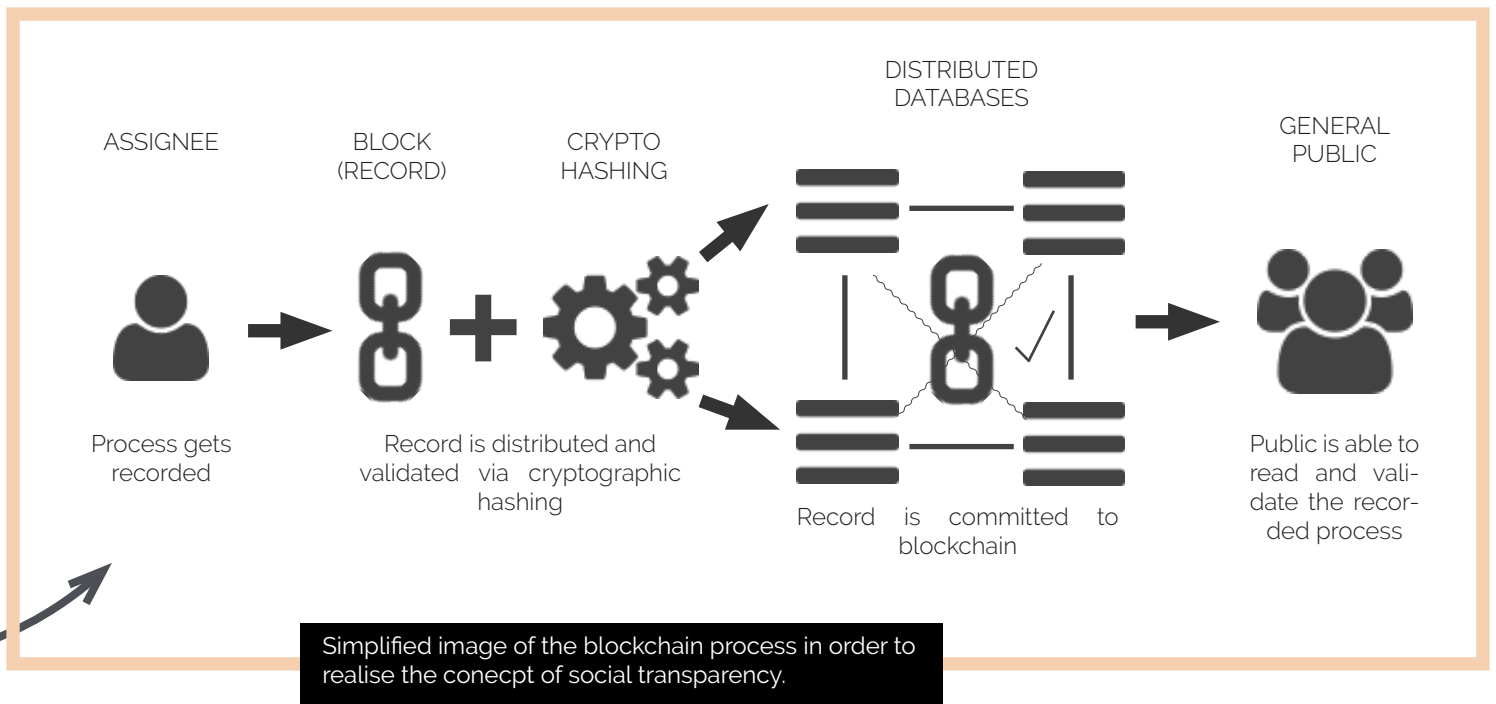 ASSIGNEE
Process gets
recorded
BLOCK
(RECORD)
CRYPTO
HASHING
Record is distributed and
validated via cryptographic
hashing
DISTRIBUTED
DATABASES
Record is committed to
blockchain
GENERAL
PUBLIC
Public is able to
read and vali-
date the recor-
ded process
Simplified image of the blockchain process in order to
realise the conecpt of social transparency.